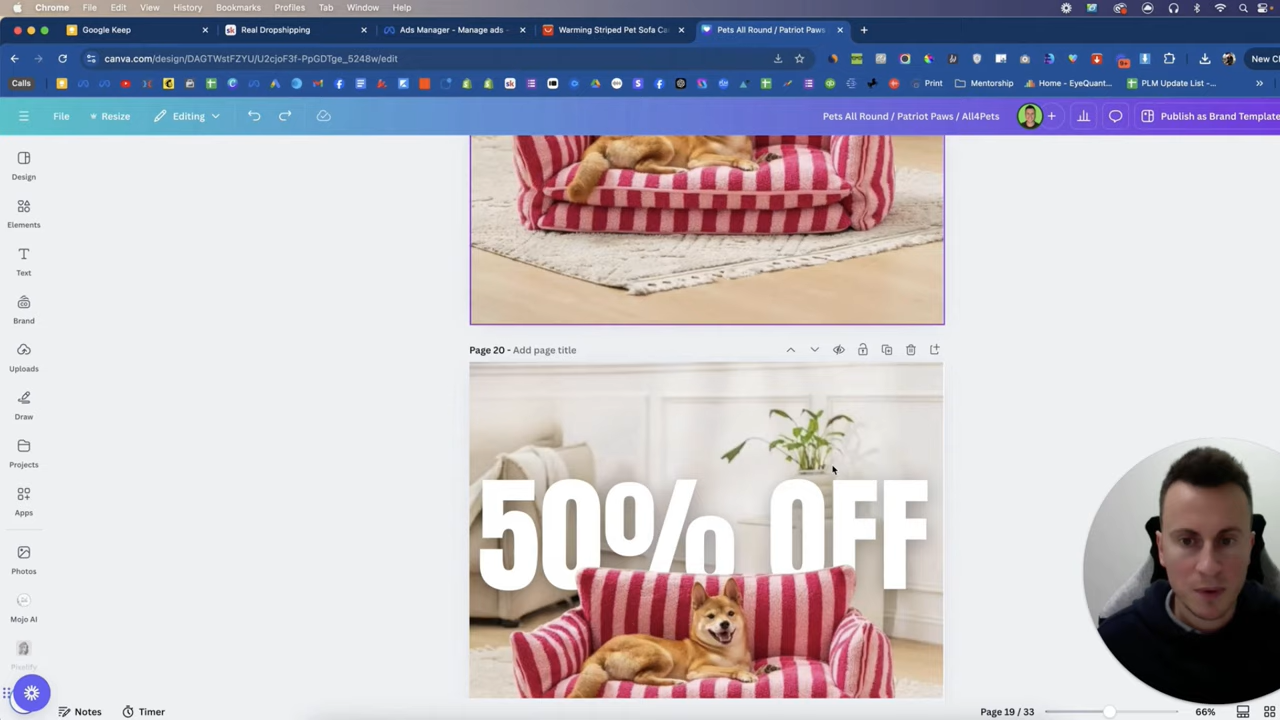 Chrome File Edit View History Bookmarks Profiles Tab Window Help
Google Keep
Real Dropshipping
Ads Manager - Manage ads -
Warming Striped Pet Sofa Ca
Pets All Round / Patriot Paws
canva.com/design/DAGTWstFZYU/U2cjoF3f-PpGDTge_5248w/edit
New Ch
Calls
Print
Mentorship
Home - EyeQuant...
PLM Update List -...
File
Resize
Editing
Pets All Round / Patriot Paws / All4Pets
Publish as Brand Template
Design
Elements
Text
Brand
Uploads
Draw
Projects
Apps
Photos
Mojo AI
Pixelify
Page 20 - Add page title
50% OFF
Notes
Timer
Page 19 / 33
66%